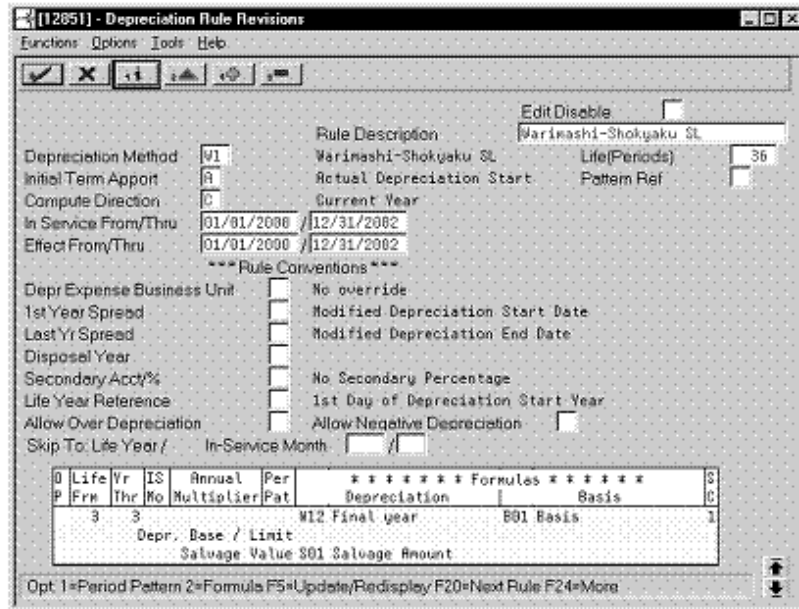 [12851] - Depreciation Rule Revisions
Functions Options Tools Help
Edit Disable
Rule Description Warimashi-Shokyaku SL
Depreciation Method W1 Warimashi-Shokyaku SL Life(Periods) 36
Initial Term Apport A Actual Depreciation Start Pattern Ref
Compute Direction C Current Year
In Service From/Thru 01/01/2000 / 12/31/2002
Effect From/Thru 01/01/2000 / 12/31/2002
***Rule Conventions***
Depr Expense Business Unit No override
1st Year Spread Modified Depreciation Start Date
Last Yr Spread Modified Depreciation End Date
Disposal Year
Secondary Acct/% No Secondary Percentage
Life Year Reference 1st Day of Depreciation Start Year
Allow Over Depreciation Allow Negative Depreciation
Skip To: Life Year / In-Service Month /
O Life Yr IS Annual Per * * * * * * * Formulas * * * * * * S
P Frm Thr Mo Multiplier Pat Depreciation Basis C
3 3 W12 Final year B01 Basis 1
Depr. Base / Limit
Salvage Value S01 Salvage Amount
Opt: 1=Period Pattern 2=Formula F5=Update/Redisplay F20=Next Rule F24=More